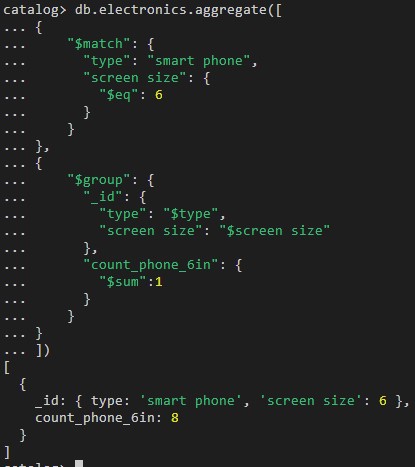 catalog> db.electronics.aggregate([
... {
...     "$match": {
...       "type": "smart phone",
...       "screen size": {
...         "$eq": 6
...       }
...     }
... },
... {
...     "$group": {
...       "_id": {
...         "type": "$type",
...         "screen size": "$screen size"
...       },
...       "count_phone_6in": {
...         "$sum":1
...       }
...     }
... }
... ])
[
  {
    _id: { type: 'smart phone', 'screen size': 6 },
    count_phone_6in: 8
  }
]
catalog>